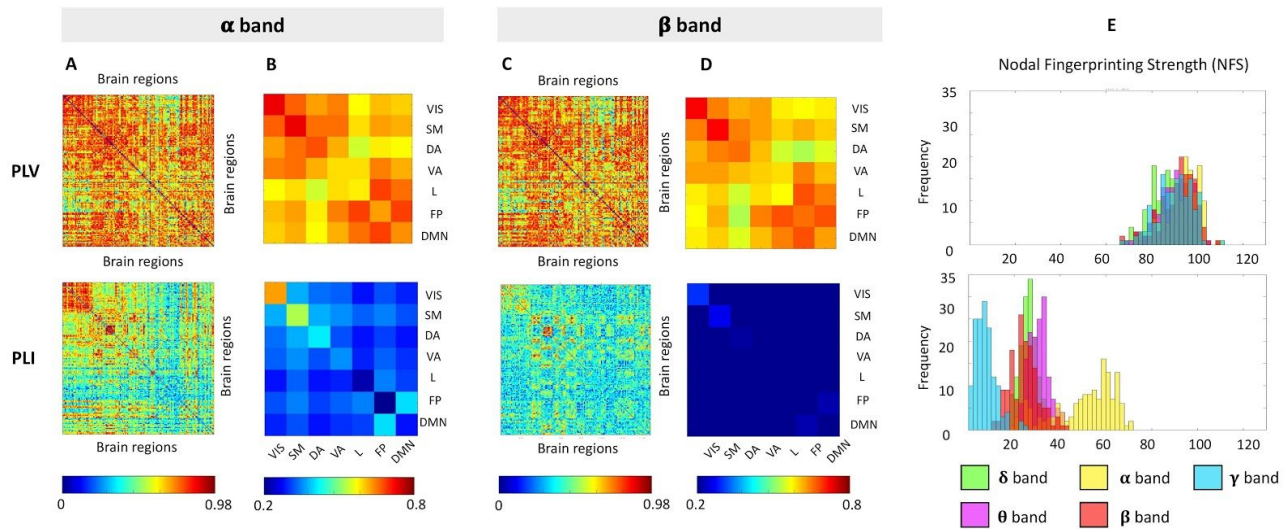 α band
β band
E
A
B
C
D
Brain regions
Brain regions
Nodal Fingerprinting Strength (NFS)
PLV
Brain regions
VIS
SM
DA
VA
L
FP
DMN
Brain regions
VIS
SM
DA
VA
L
FP
DMN
Frequency
35
30
20
10
0
20 40 60 80 100 120
Brain regions
Brain regions
PLI
Brain regions
VIS
SM
DA
VA
L
FP
DMN
Brain regions
VIS
SM
DA
VA
L
FP
DMN
Frequency
35
30
20
10
0
20 40 60 80 100 120
Brain regions
VIS SM DA VA L FP DMN
Brain regions
VIS SM DA VA L FP DMN
0 0.98
0.2 0.8
0 0.98
0.2 0.8
δ band
α band
γ band
θ band
β band